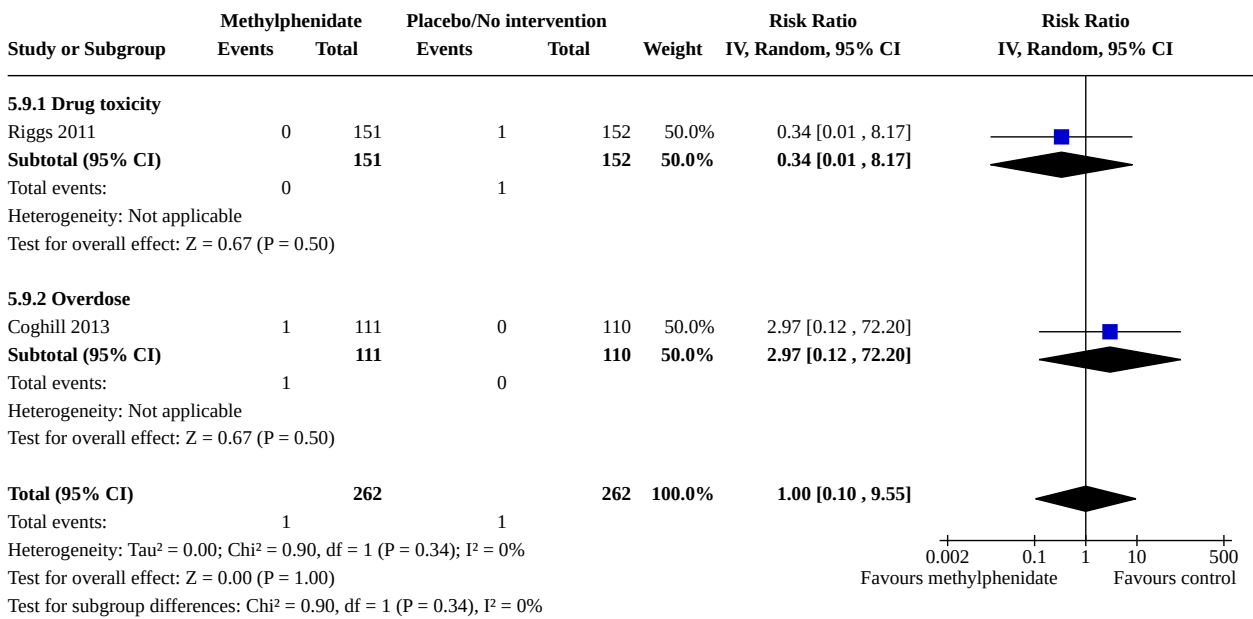 Methylphenidate Placebo/No intervention Risk Ratio Risk Ratio
Study or Subgroup Events Total Events Total Weight IV, Random, 95% CI IV, Random, 95% CI
5.9.1 Drug toxicity
Riggs 2011 0 151 1 152 50.0% 0.34 [0.01 , 8.17]
Subtotal (95% CI) 151 152 50.0% 0.34 [0.01 , 8.17]
Total events: 0 1
Heterogeneity: Not applicable
Test for overall effect: Z = 0.67 (P = 0.50)
5.9.2 Overdose
Coghill 2013 1 111 0 110 50.0% 2.97 [0.12 , 72.20]
Subtotal (95% CI) 111 110 50.0% 2.97 [0.12 , 72.20]
Total events: 1 0
Heterogeneity: Not applicable
Test for overall effect: Z = 0.67 (P = 0.50)
Total (95% CI) 262 262 100.0% 1.00 [0.10 , 9.55]
Total events: 1 1
Heterogeneity: Tau² = 0.00; Chi² = 0.90, df = 1 (P = 0.34); I² = 0%
0.002 0.1 1 10 500
Test for overall effect: Z = 0.00 (P = 1.00)
Favours methylphenidate Favours control
Test for subgroup differences: Chi² = 0.90, df = 1 (P = 0.34), I² = 0%